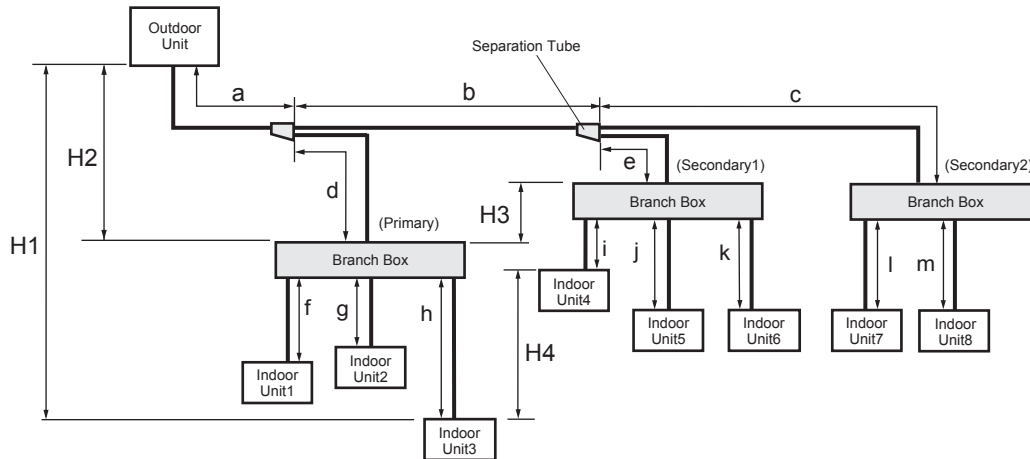 Outdoor
Unit
Separation Tube
a
b
c
H2
d
e
(Secondary1)
(Secondary2)
Branch Box
Branch Box
H3
(Primary)
H1
Branch Box
i
j
k
l
m
Indoor
Unit4
f
g
h
Indoor
Unit5
Indoor
Unit6
Indoor
Unit7
Indoor
Unit8
H4
Indoor
Unit1
Indoor
Unit2
Indoor
Unit3